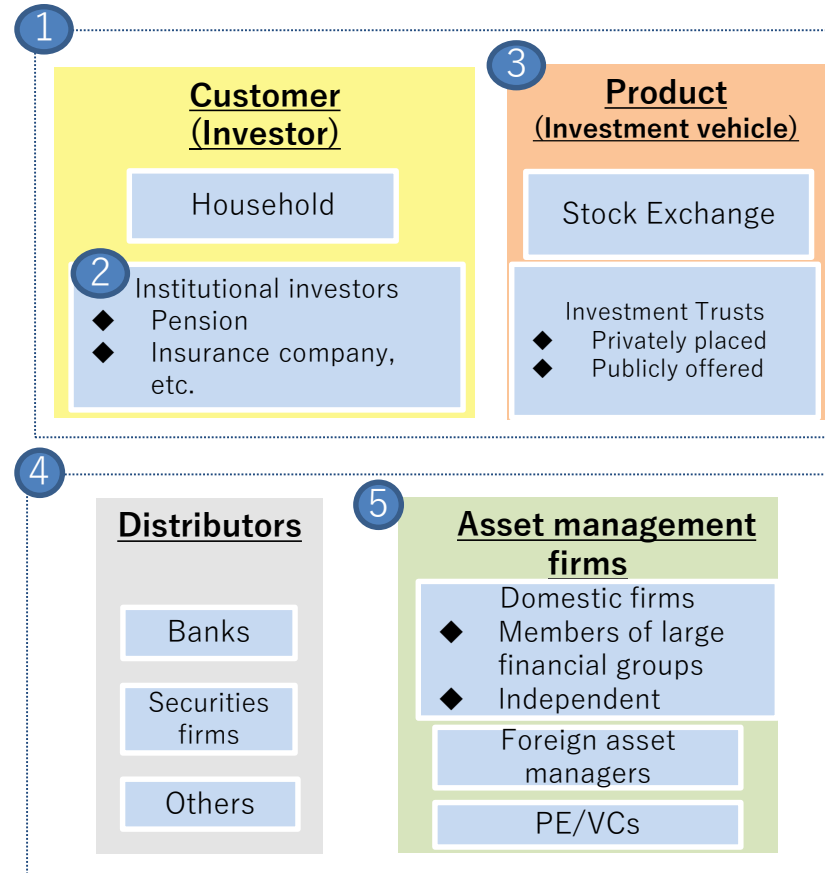 1
Customer
(Investor)
Household
2
Institutional investors
◆ Pension
◆ Insurance company,
etc.
3
Product
(Investment vehicle)
Stock Exchange
Investment Trusts
◆ Privately placed
◆ Publicly offered
4
Distributors
Banks
Securities
firms
Others
5
Asset management
firms
Domestic firms
◆ Members of large
financial groups
◆ Independent
Foreign asset
managers
PE/VCs